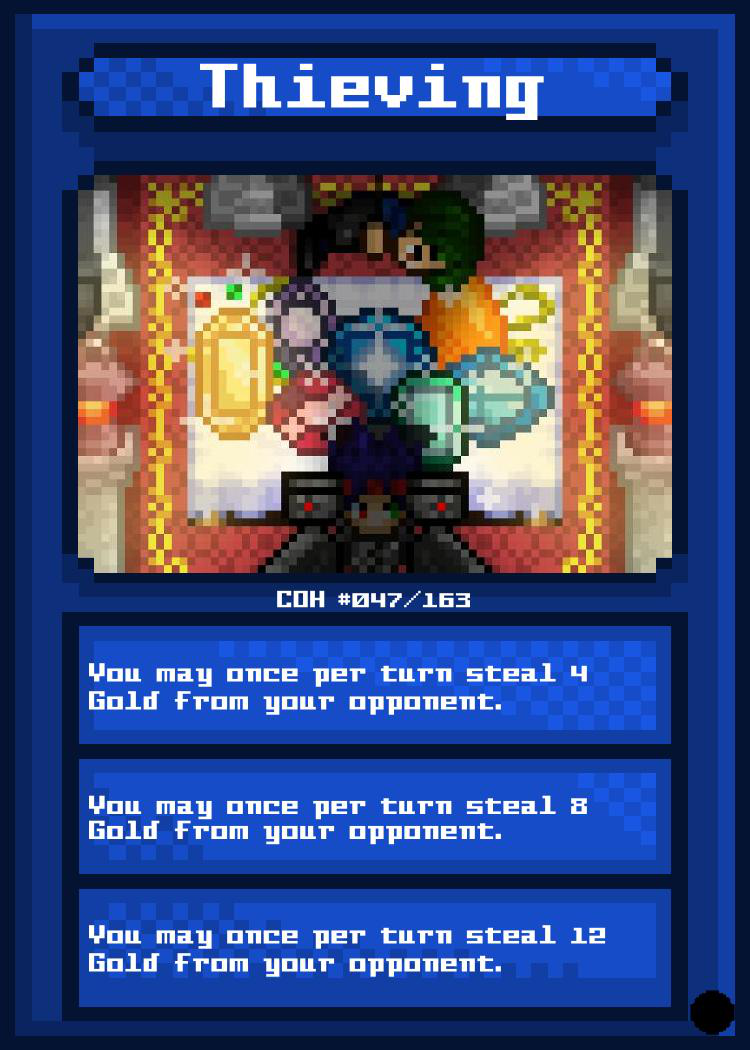 Thieving
COH #047/163
You may once per turn steal 4
Gold from your opponent.
You may once per turn steal 8
Gold from your opponent.
You may once per turn steal 12
Gold from your opponent.